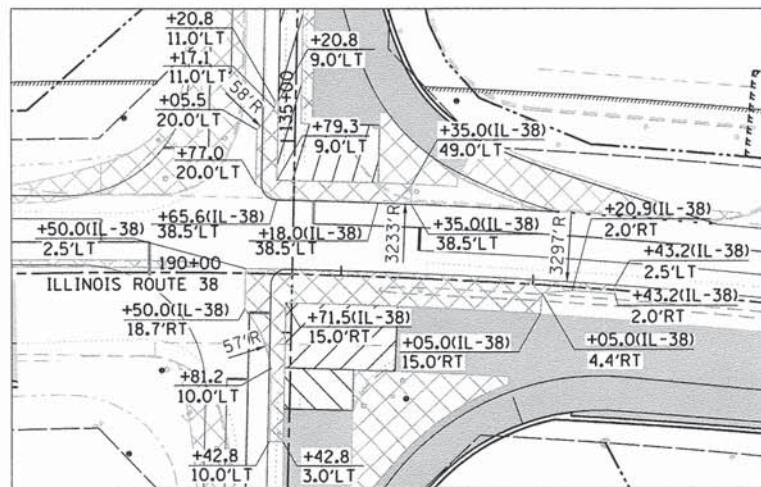 +20.8
11.0'LT
+17.1
11.0'LT
+05.5
20.0'LT
58'R
+77.0
20.0'LT
135+00
+20.8
9.0'LT
+79.3
9.0'LT
+35.0(IL-38)
49.0'LT
+65.6(IL-38)
38.5'LT
+18.0(IL-38)
38.5'LT
3233'R
+35.0(IL-38)
38.5'LT
3297'R
+20.9(IL-38)
2.0'RT
+50.0(IL-38)
2.5'LT
190+00
ILLINOIS ROUTE 38
+43.2(IL-38)
2.5'LT
+43.2(IL-38)
2.0'RT
+50.0(IL-38)
18.7'RT
57'R
+71.5(IL-38)
15.0'RT
+05.0(IL-38)
15.0'RT
+05.0(IL-38)
4.4'RT
+81.2
10.0'LT
+42.8
10.0'LT
+42.8
3.0'LT